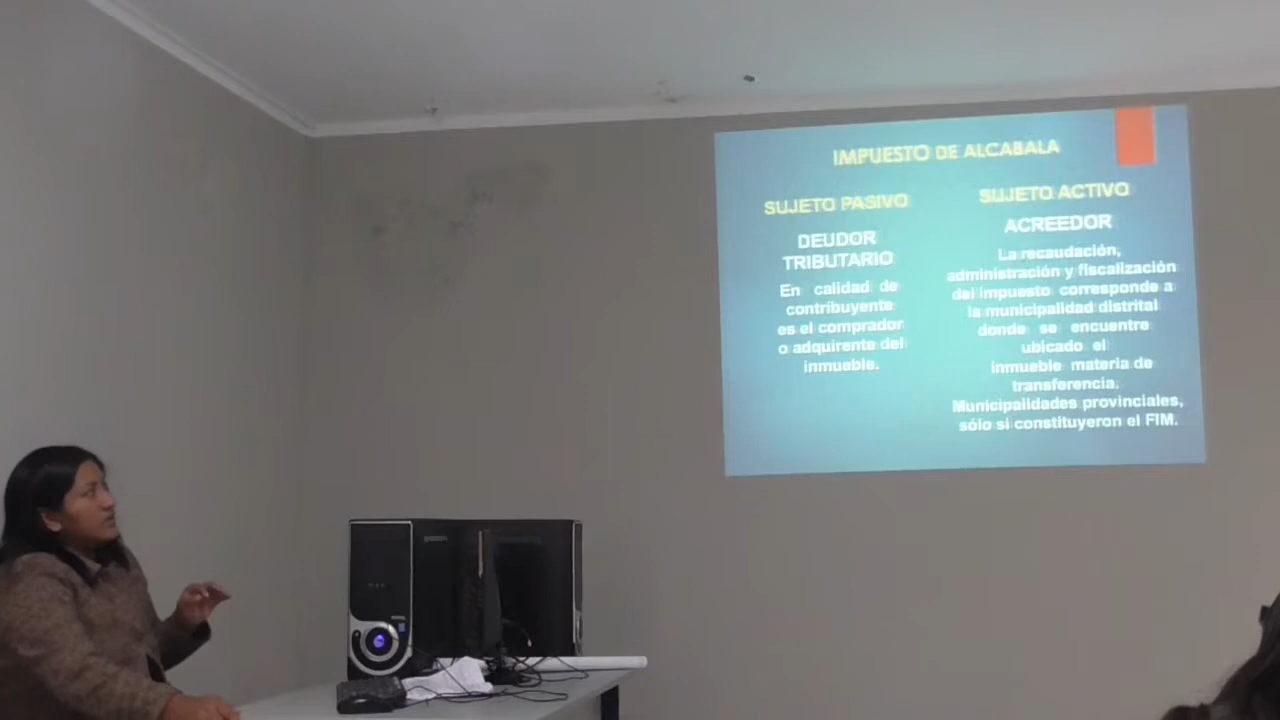 IMPUESTO DE ALCABALA
SUJETO PASIVO
DEUDOR
TRIBUTARIO
En calidad de
contribuyente
es el comprador
o adquirente del
inmueble.
SUJETO ACTIVO
ACREEDOR
La recaudación,
administración y fiscalización
del impuesto corresponde a
la municipalidad distrital
donde se encuentre
ubicado el
inmueble materia de
transferencia.
Municipalidades provinciales,
sólo si constituyeron el FIM.